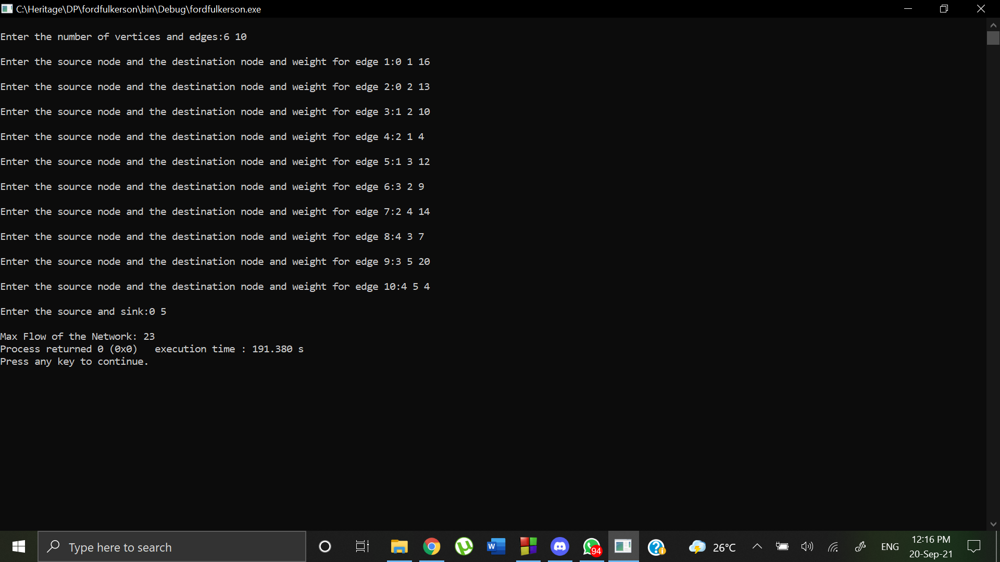 C:\Heritage\DP\fordfulkerson\bin\Debug\fordfulkerson.exe
Enter the number of vertices and edges:6 10
Enter the source node and the destination node and weight for edge 1:0 1 16
Enter the source node and the destination node and weight for edge 2:0 2 13
Enter the source node and the destination node and weight for edge 3:1 2 10
Enter the source node and the destination node and weight for edge 4:2 1 4
Enter the source node and the destination node and weight for edge 5:1 3 12
Enter the source node and the destination node and weight for edge 6:3 2 9
Enter the source node and the destination node and weight for edge 7:2 4 14
Enter the source node and the destination node and weight for edge 8:4 3 7
Enter the source node and the destination node and weight for edge 9:3 5 20
Enter the source node and the destination node and weight for edge 10:4 5 4
Enter the source and sink:0 5
Max Flow of the Network: 23
Process returned 0 (0x0)   execution time : 191.380 s
Press any key to continue.
Type here to search
W
94
26°C
ENG
12:16 PM
20-Sep-21